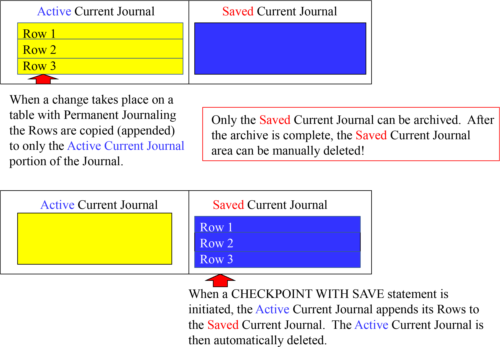 Active Current Journal
Saved Current Journal
Row 1
Row 2
Row 3
When a change takes place on a
table with Permanent Journaling
the Rows are copied (appended)
to only the Active Current Journal
portion of the Journal.
Only the Saved Current Journal can be archived. After
the archive is complete, the Saved Current Journal
area can be manually deleted!
Active Current Journal
Saved Current Journal
Row 1
Row 2
Row 3
When a CHECKPOINT WITH SAVE statement is
initiated, the Active Current Journal appends its Rows to
the Saved Current Journal. The Active Current Journal is
then automatically deleted.